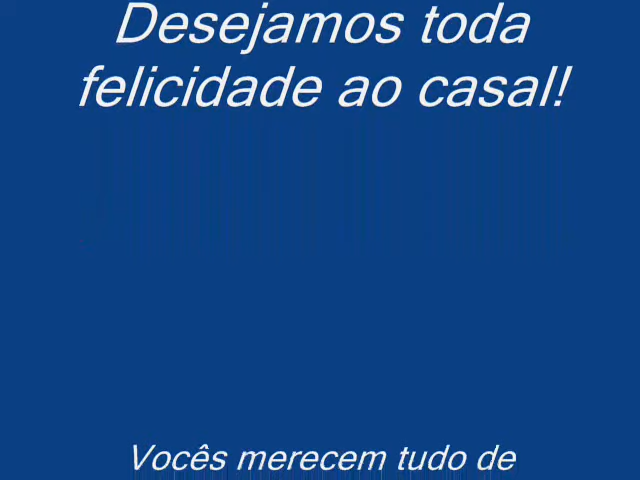 Desejamos toda
felicidade ao casal!
Vocês merecem tudo de